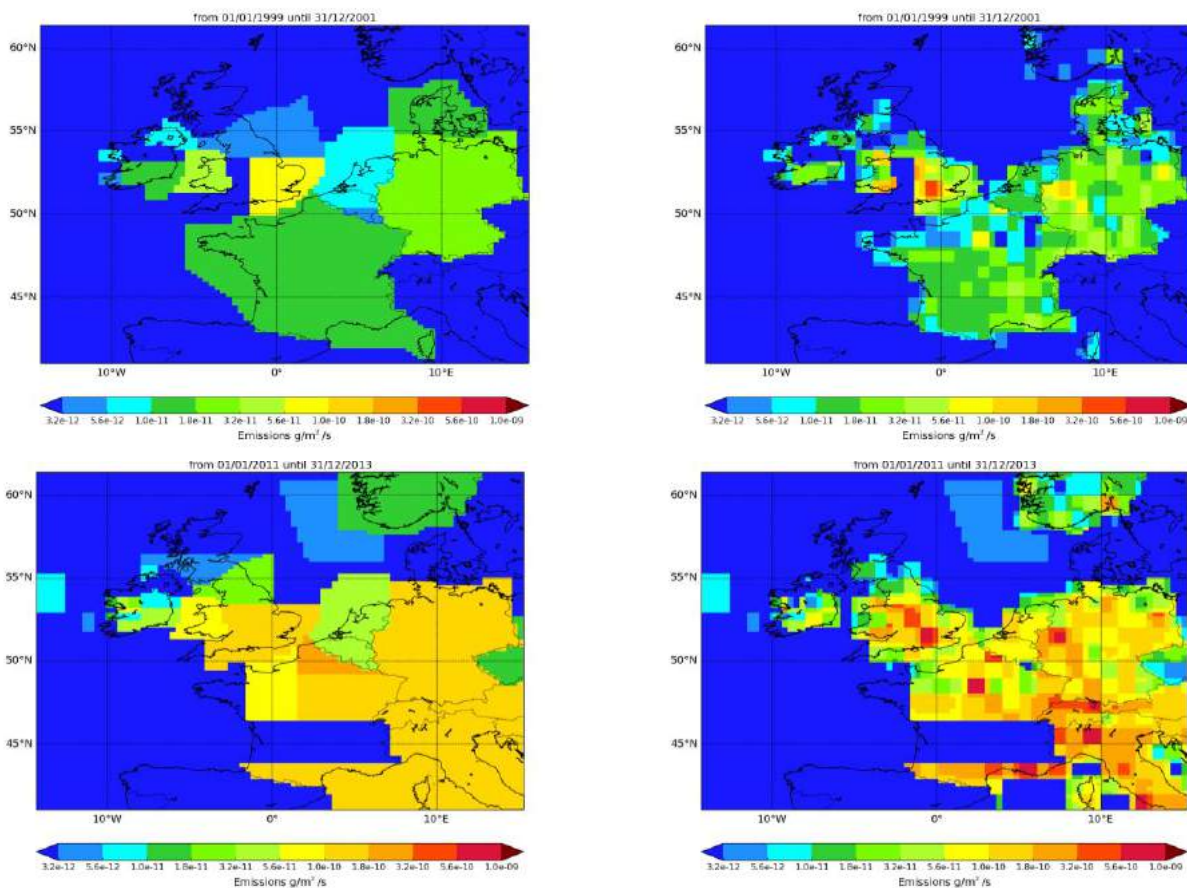 from 01/01/1999 until 31/12/2001
from 01/01/1999 until 31/12/2001
60°N
55°N
50°N
45°N
10°W
0°
10°E
60°N
55°N
50°N
45°N
10°W
0°
10°E
3.2e-12 5.6e-12 1.0e-11 1.8e-11 3.2e-11 5.6e-11 1.0e-10 1.8e-10 3.2e-10 5.6e-10 1.0e-09
Emissions g/m²/s
3.2e-12 5.6e-12 1.0e-11 1.8e-11 3.2e-11 5.6e-11 1.0e-10 1.8e-10 3.2e-10 5.6e-10 1.0e-09
Emissions g/m²/s
from 01/01/2011 until 31/12/2013
from 01/01/2011 until 31/12/2013
60°N
55°N
50°N
45°N
10°W
0°
10°E
60°N
55°N
50°N
45°N
10°W
0°
10°E
3.2e-12 5.6e-12 1.0e-11 1.8e-11 3.2e-11 5.6e-11 1.0e-10 1.8e-10 3.2e-10 5.6e-10 1.0e-09
Emissions g/m²/s
3.2e-12 5.6e-12 1.0e-11 1.8e-11 3.2e-11 5.6e-11 1.0e-10 1.8e-10 3.2e-10 5.6e-10 1.0e-09
Emissions g/m²/s